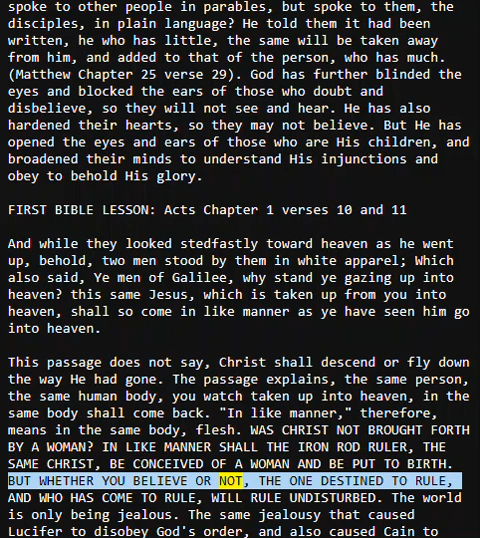 spoke to other people in parables, but spoke to them, the
disciples, in plain language? He told them it had been
written, he who has little, the same will be taken away
from him, and added to that of the person, who has much.
(Matthew Chapter 25 verse 29). God has further blinded the
eyes and blocked the ears of those who doubt and
disbelieve, so they will not see and hear. He has also
hardened their hearts, so they may not believe. But He has
opened the eyes and ears of those who are His children, and
broadened their minds to understand His injunctions and
obey to behold His glory.
FIRST BIBLE LESSON: Acts Chapter 1 verses 10 and 11
And while they looked stedfastly toward heaven as he went
up, behold, two men stood by them in white apparel; Which
also said, Ye men of Galilee, why stand ye gazing up into
heaven? this same Jesus, which is taken up from you into
heaven, shall so come in like manner as ye have seen him go
into heaven.
This passage does not say, Christ shall descend or fly down
the way He had gone. The passage explains, the same person,
the same human body, you watch taken up into heaven, in the
same body shall come back. "In like manner," therefore,
means in the same body, flesh. WAS CHRIST NOT BROUGHT FORTH
BY A WOMAN? IN LIKE MANNER SHALL THE IRON ROD RULER, THE
SAME CHRIST, BE CONCEIVED OF A WOMAN AND BE PUT TO BIRTH.
BUT WHETHER YOU BELIEVE OR NOT, THE ONE DESTINED TO RULE,
AND WHO HAS COME TO RULE, WILL RULE UNDISTURBED. The world
is only being jealous. The same jealousy that caused
Lucifer to disobey God's order, and also caused Cain to